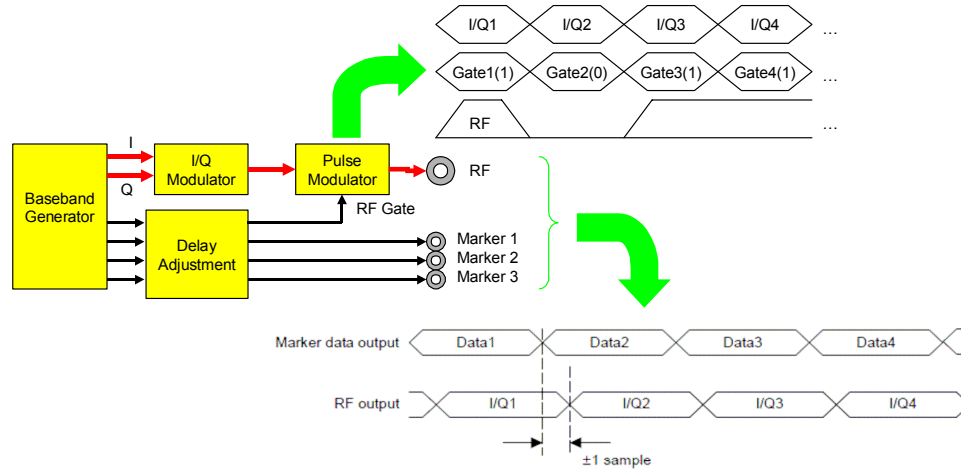 I/Q1 I/Q2 I/Q3 I/Q4 ...
Gate1(1) Gate2(0) Gate3(1) Gate4(1) ...
RF ...
I
Q
Baseband
Generator
I/Q
Modulator
Pulse
Modulator
RF
RF Gate
Delay
Adjustment
Marker 1
Marker 2
Marker 3
Marker data output Data1 Data2 Data3 Data4
RF output I/Q1 I/Q2 I/Q3 I/Q4
±1 sample